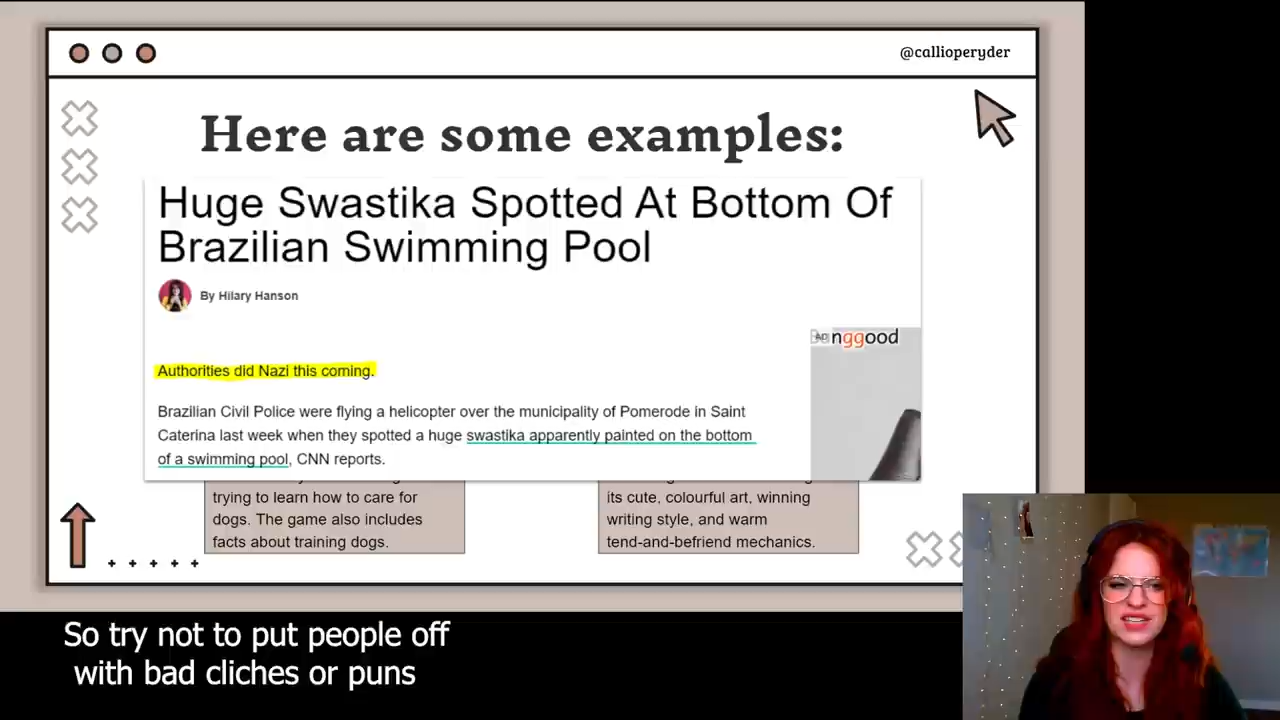 @callioperyder
Here are some examples:
Huge Swastika Spotted At Bottom Of
Brazilian Swimming Pool
By Hilary Hanson
AD
nggood
Authorities did Nazi this coming.
Brazilian Civil Police were flying a helicopter over the municipality of Pomerode in Saint
Caterina last week when they spotted a huge swastika apparently painted on the bottom
of a swimming pool, CNN reports.
trying to learn how to care for
dogs. The game also includes
facts about training dogs.
its cute, colourful art, winning
writing style, and warm
tend-and-befriend mechanics.
So try not to put people off
with bad cliches or puns